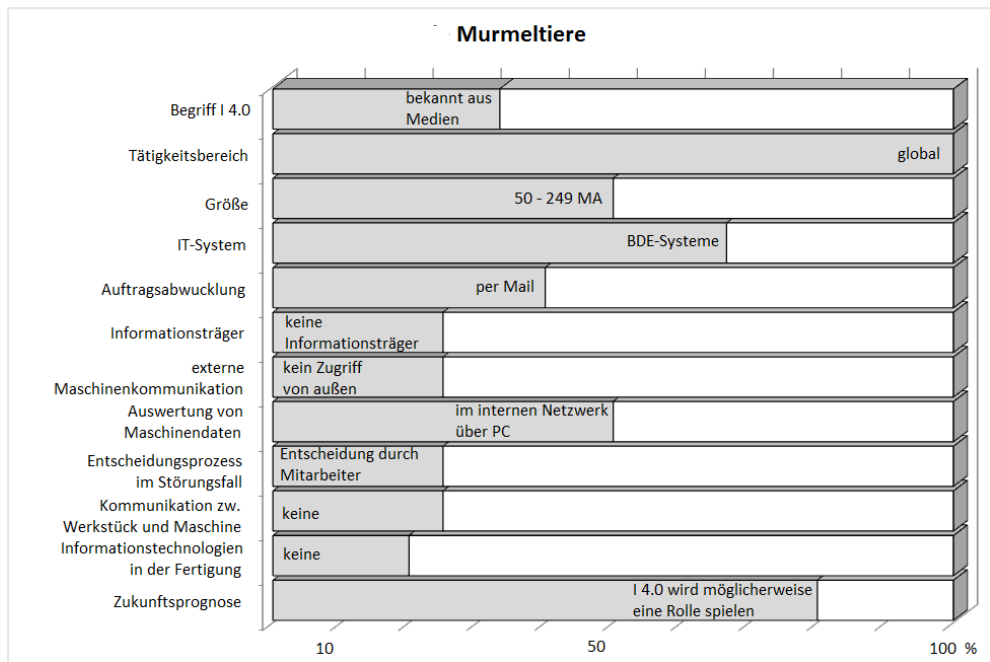 Murmeltiere
Begriff I 4.0
bekannt aus
Medien
Tätigkeitsbereich
global
Größe
50 - 249 MA
IT-System
BDE-Systeme
Auftragsabwucklung
per Mail
Informationsträger
keine
Informationsträger
externe
Maschinenkommunikation
kein Zugriff
von außen
Auswertung von
Maschinendaten
im internen Netzwerk
über PC
Entscheidungsprozess
im Störungsfall
Entscheidung durch
Mitarbeiter
Kommunikation zw.
Werkstück und Maschine
keine
Informationstechnologien
in der Fertigung
keine
Zukunftsprognose
I 4.0 wird möglicherweise
eine Rolle spielen
10 50 100 %